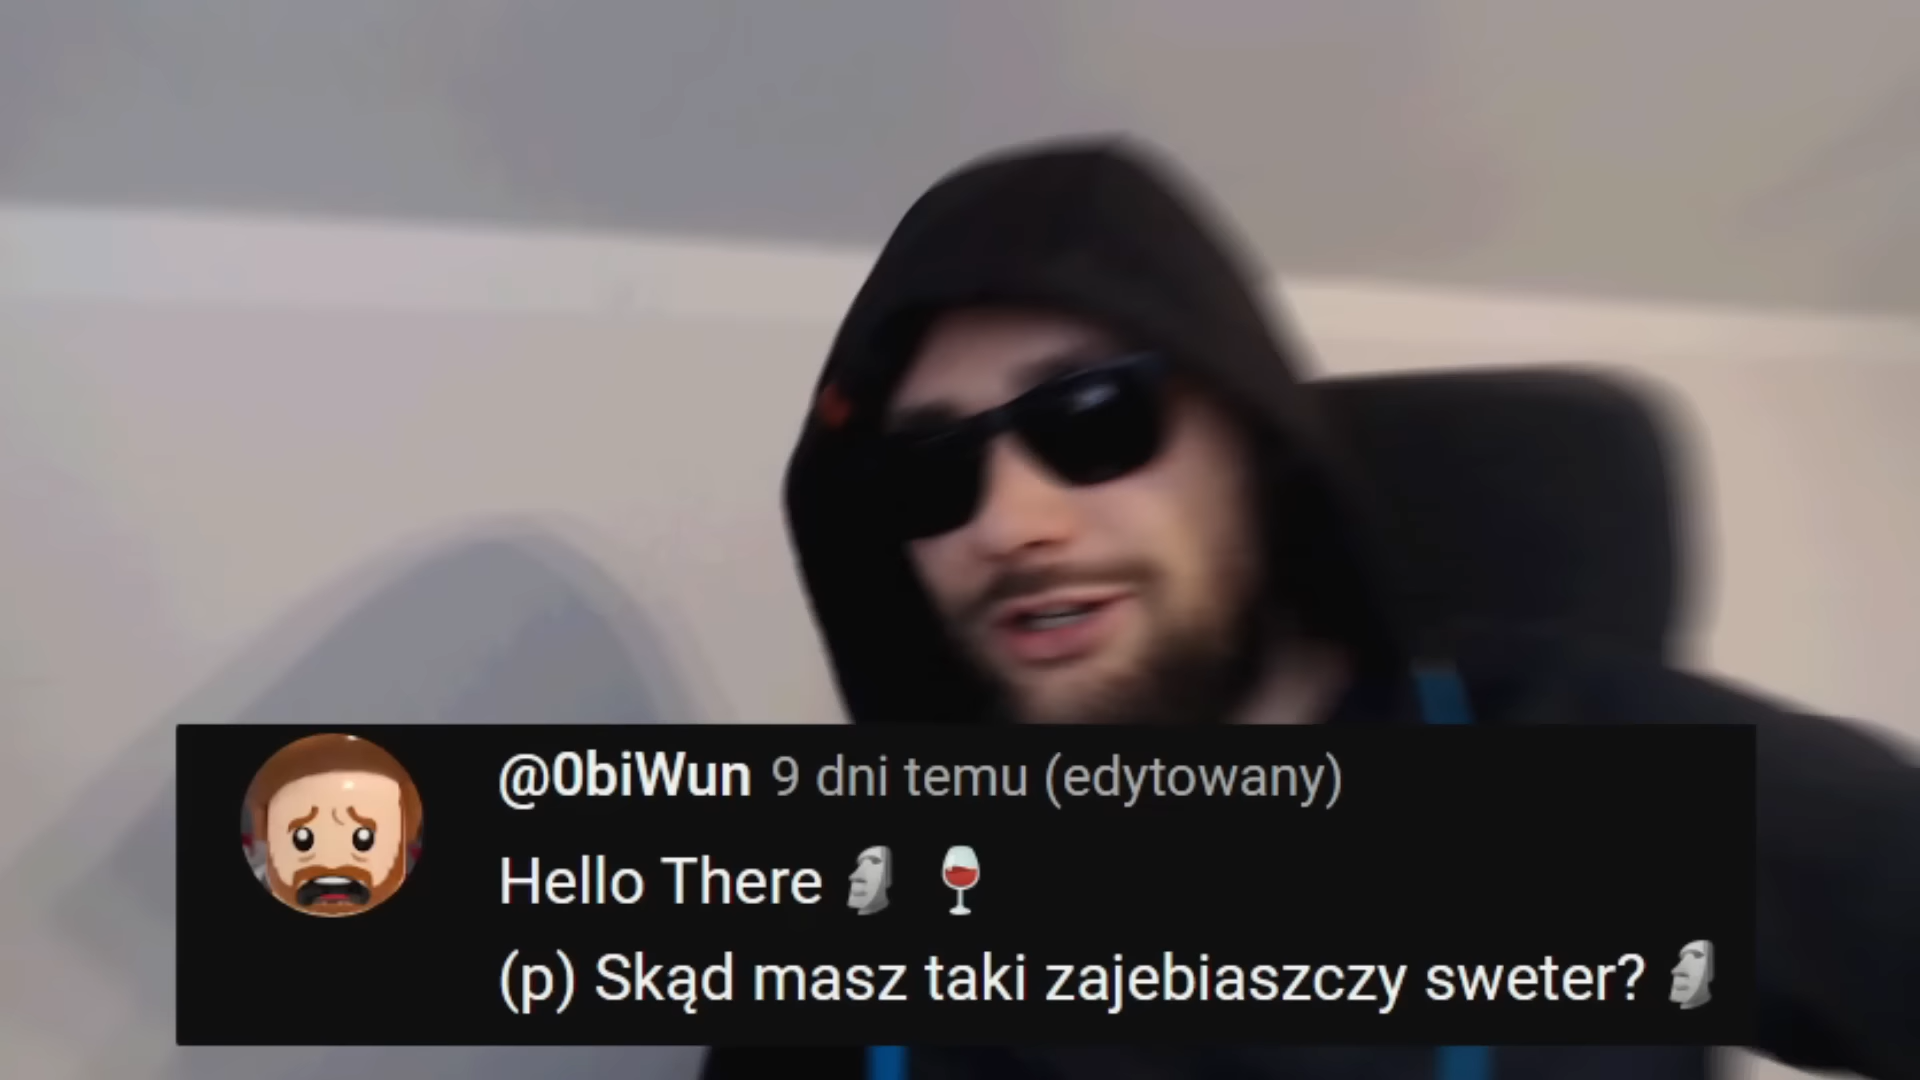 @0biWun 9 dni temu (edytowany)
Hello There 🗿 🍷
(p) Skąd masz taki zajebiaszczy sweter? 🗿